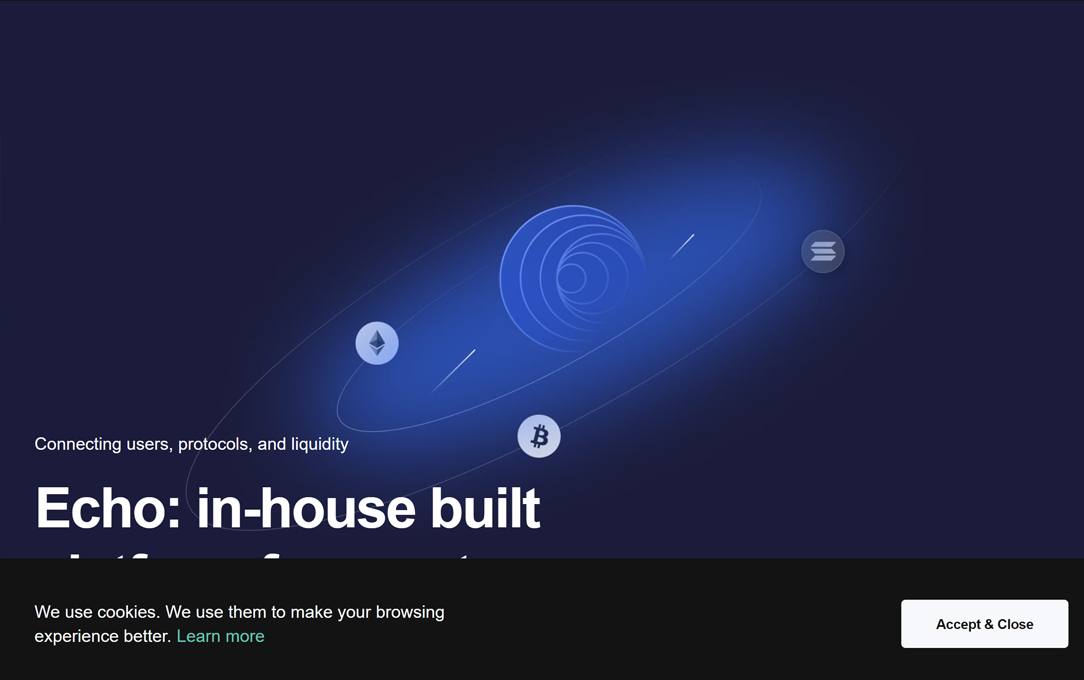 Connecting users, protocols, and liquidity
Echo: in-house built
We use cookies. We use them to make your browsing
experience better. Learn more
Accept & Close